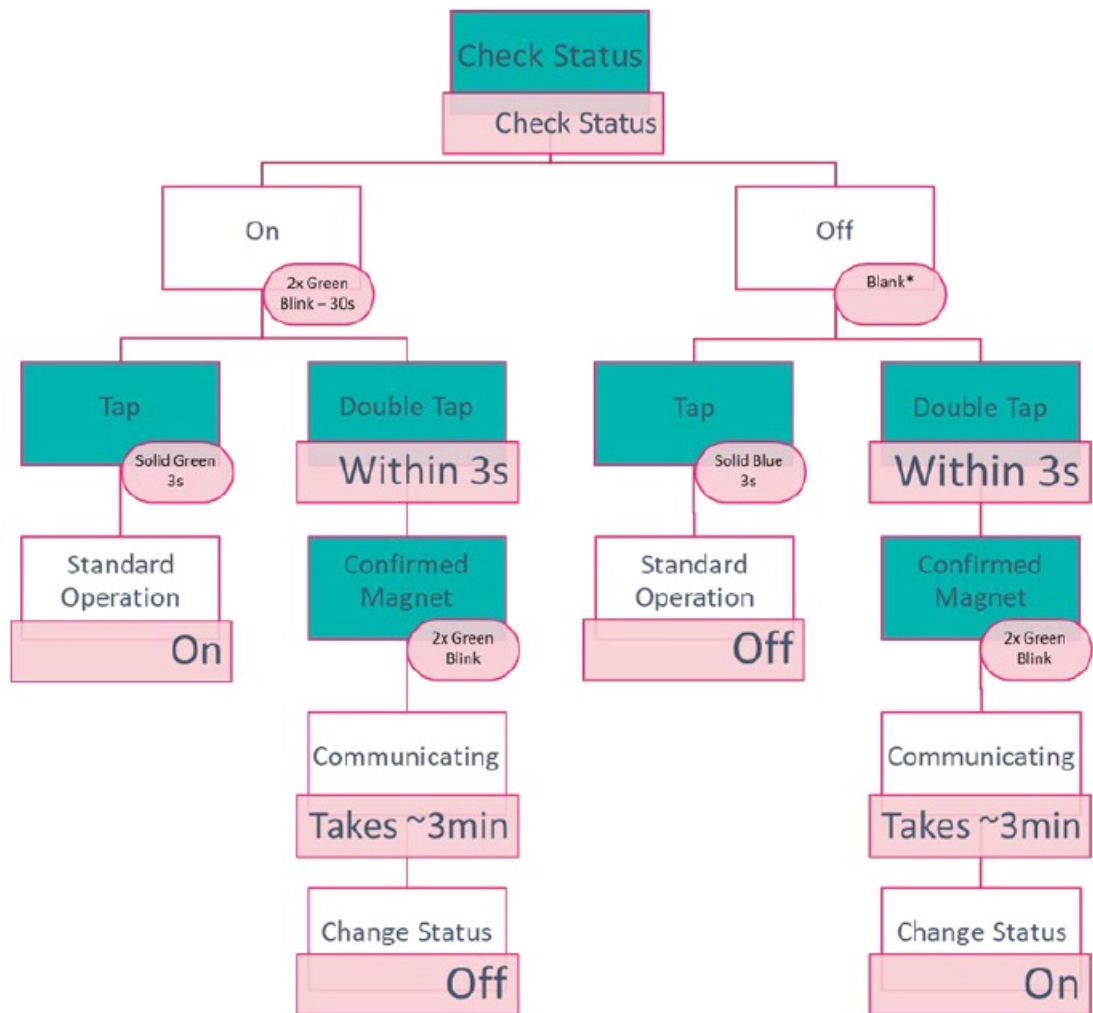 Check Status
Check Status
On
2x Green
Blink – 30s
Off
Blank*
Tap
Solid Green
3s
Double Tap
Within 3s
Tap
Solid Blue
3s
Double Tap
Within 3s
Standard
Operation
On
Confirmed
Magnet
2x Green
Blink
Standard
Operation
Off
Confirmed
Magnet
2x Green
Blink
Communicating
Takes ~3min
Communicating
Takes ~3min
Change Status
Off
Change Status
On